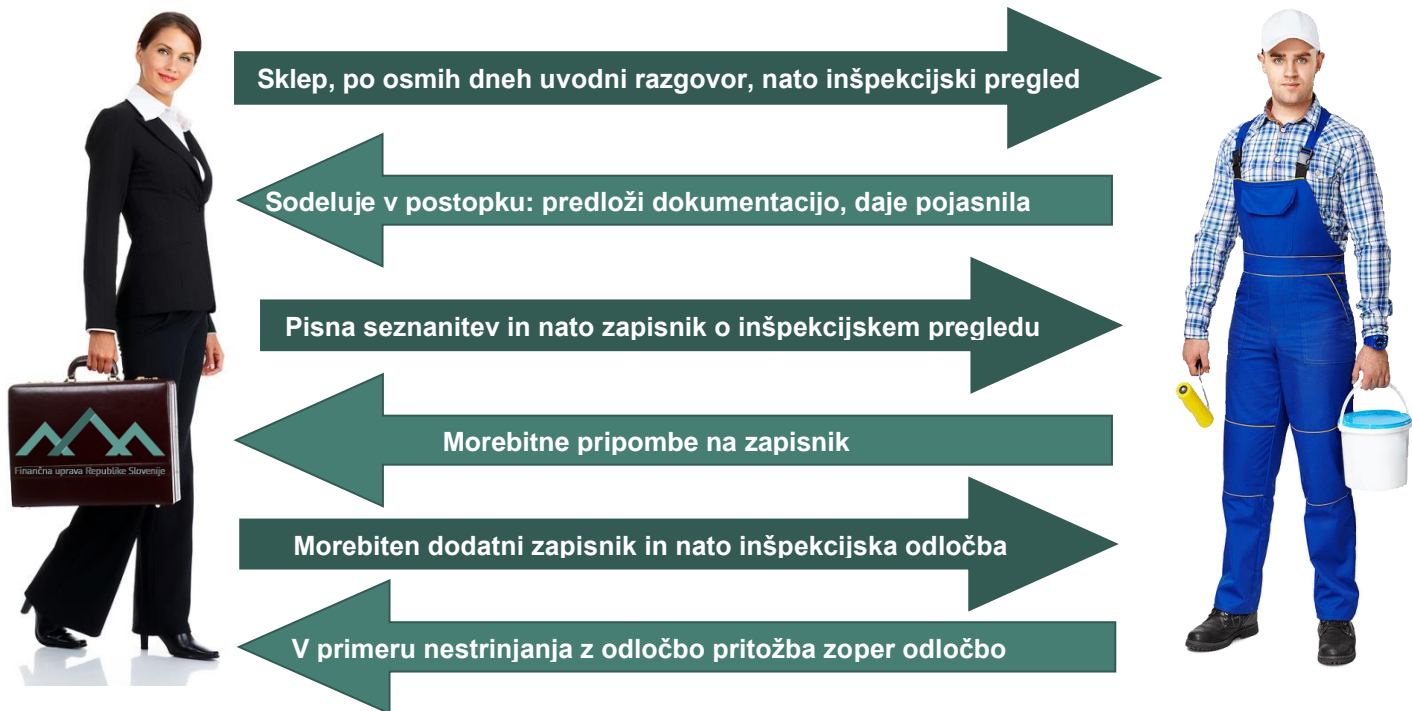 Sklep, po osmih dneh uvodni razgovor, nato inšpekcijski pregled
Sodeluje v postopku: predloži dokumentacijo, daje pojasnila
Pisna seznanitev in nato zapisnik o inšpekcijskem pregledu
Morebitne pripombe na zapisnik
Finančna uprava Republike Slovenije
Morebiten dodatni zapisnik in nato inšpekcijska odločba
V primeru nestrinjanja z odločbo pritožba zoper odločbo